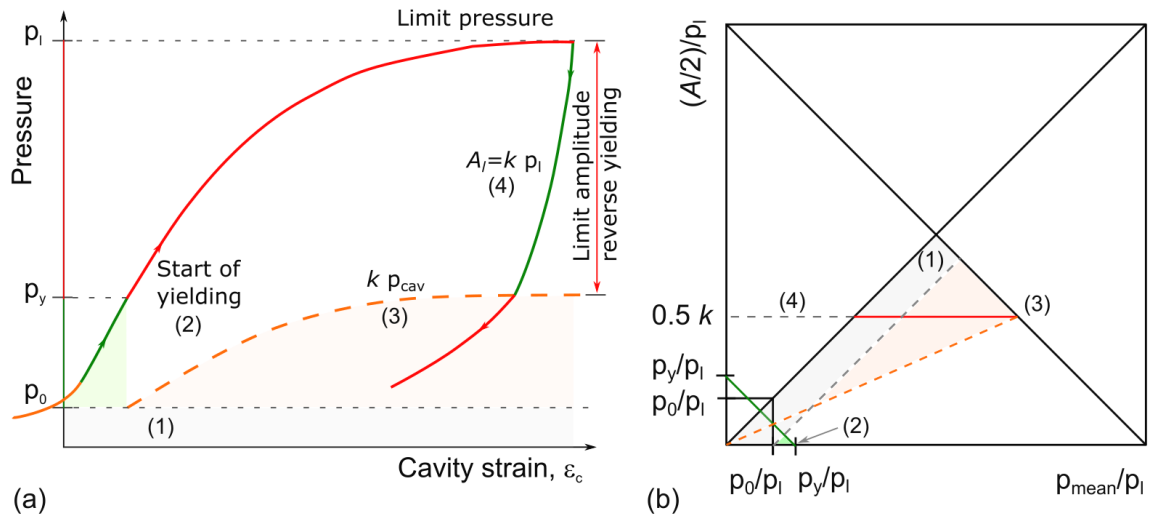 Limit pressure
pl
Pressure
Al=k pl
(4)
Limit amplitude
reverse yielding
Start of
yielding
(2)
py
k pcav
(3)
p0
(1)
Cavity strain, εc
(a)
(A/2)/pl
(1)
(4)
(3)
0.5 k
py/pl
p0/pl
(2)
p0/pl
py/pl
pmean/pl
(b)